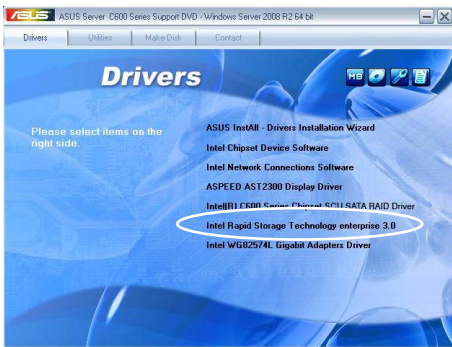 ASUS ASUS Server C600 Series Support DVD - Windows Server 2008 R2 64 bit
Drivers Utilities Make Disk Contact
Drivers
MB
Please select items on the
right side.
ASUS InstAll - Drivers Installation Wizard
Intel Chipset Device Software
Intel Network Connections Software
ASPEED AST2300 Display Driver
Intel(R) C600 Series Chipset SCU SATA RAID Driver
Intel Rapid Storage Technology enterprise 3.0
Intel WG82574L Gigabit Adapters Driver